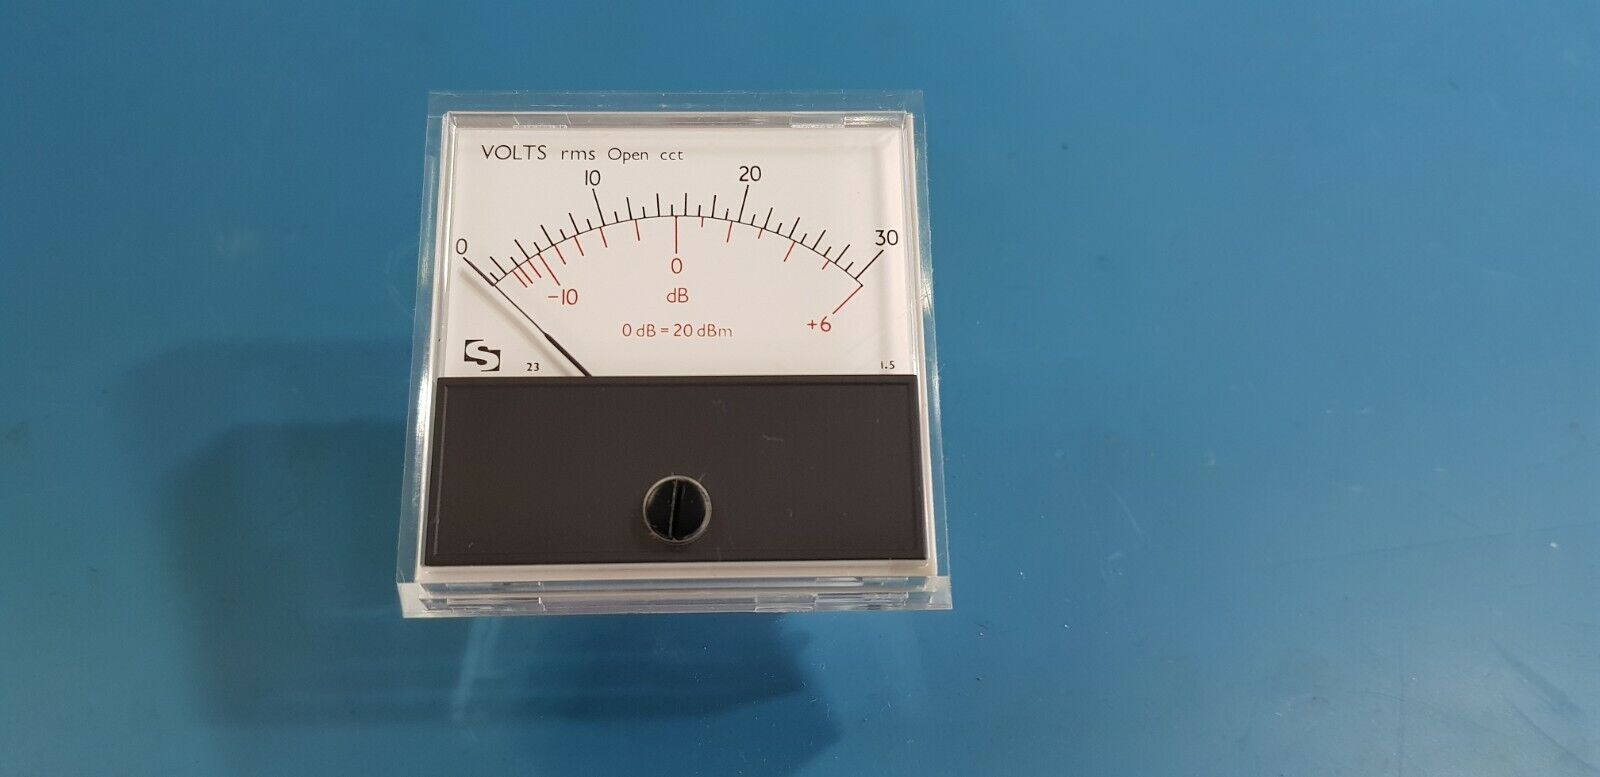 VOLTS rms Open cct
0 10 20 30
-10 0 +6
dB
0 dB = 20 dBm
S 23 1.5